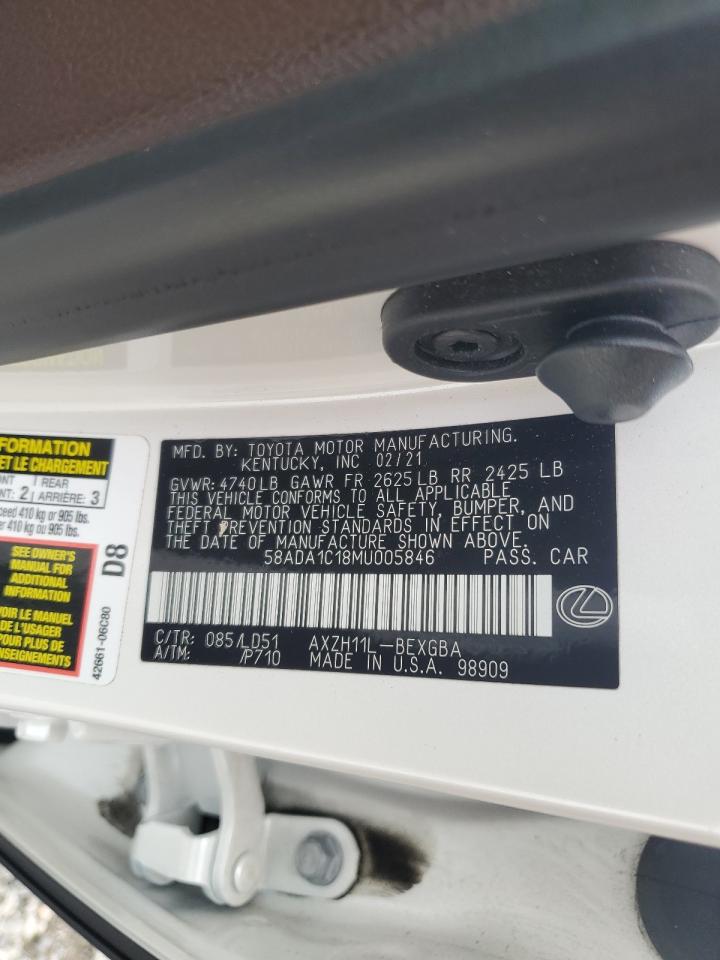 FORMATION
ET LE CHARGEMENT
1 REAR
2 ARRIÈRE: 3
exceed 410 kg or 905 lbs.
410 kg ou 905 lbs.
SEE OWNER'S
MANUAL FOR
ADDITIONAL
INFORMATION
VOIR LE MANUEL
DE L'USAGER
POUR PLUS DE
RENSEIGNEMENTS
D8
42661-06C80
MFD. BY: TOYOTA MOTOR MANUFACTURING.
KENTUCKY, INC 02/21
GVWR: 4740 LB GAWR FR 2625 LB RR 2425 LB
THIS VEHICLE CONFORMS TO ALL APPLICABLE
FEDERAL MOTOR VEHICLE SAFETY, BUMPER, AND
THEFT PREVENTION STANDARDS IN EFFECT ON
THE DATE OF MANUFACTURE SHOWN ABOVE.
58ADA1C18MU005846 PASS. CAR
C/TR: 085/LD51 AXZH11L-BEXGBA
A/TM: /P710 MADE IN U.S.A. 98909